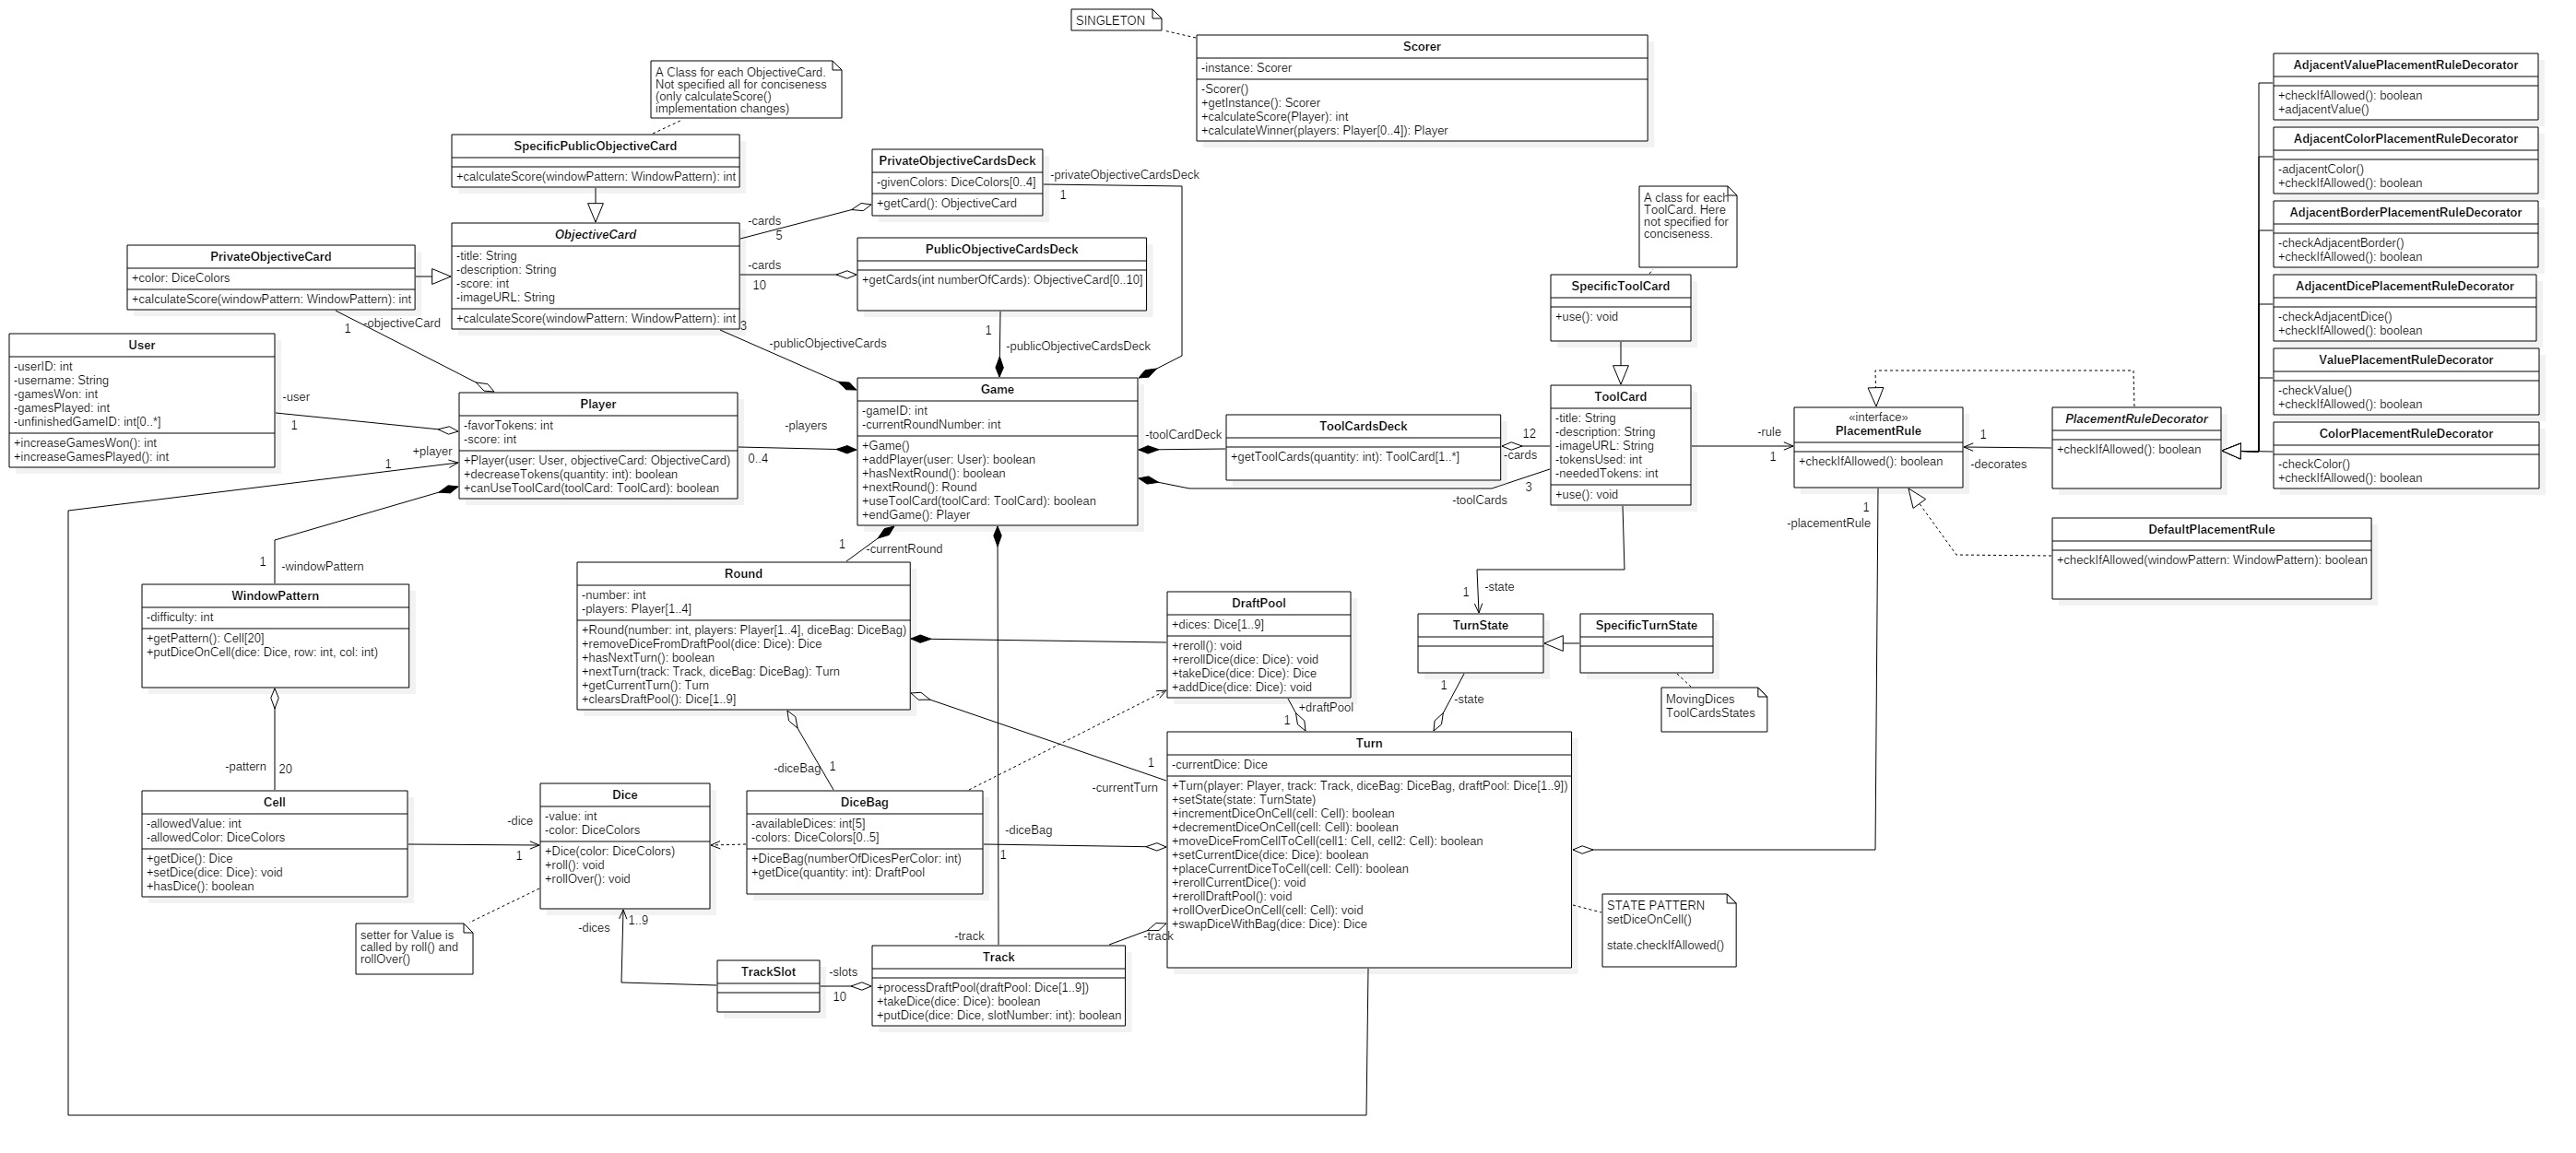 SINGLETON
Scorer
-instance: Scorer
-Scorer()
+getInstance(): Scorer
+calculateScore(Player): int
+calculateWinner(players: Player[0..4]): Player
A Class for each ObjectiveCard.
Not specified all for conciseness
(only calculateScore()
implementation changes)
SpecificPublicObjectiveCard
+calculateScore(windowPattern: WindowPattern): int
PrivateObjectiveCardsDeck
-givenColors: DiceColors[0..4]
+getCard(): ObjectiveCard
-privateObjectiveCardsDeck
1
-cards
5
ObjectiveCard
-title: String
-description: String
-score: int
-imageURL: String
+calculateScore(windowPattern: WindowPattern): int
3
-cards
10
PublicObjectiveCardsDeck
+getCards(int numberOfCards): ObjectiveCard[0..10]
1
-publicObjectiveCardsDeck
-publicObjectiveCards
PrivateObjectiveCard
+color: DiceColors
+calculateScore(windowPattern: WindowPattern): int
1
-objectiveCard
User
-userID: int
-username: String
-gamesWon: int
-gamesPlayed: int
-unfinishedGameID: int[0..*]
+increaseGamesWon(): int
+increaseGamesPlayed(): int
-user
1
+player
1
Player
-favorTokens: int
-score: int
+Player(user: User, objectiveCard: ObjectiveCard)
+decreaseTokens(quantity: int): boolean
+canUseToolCard(toolCard: ToolCard): boolean
-players
0..4
Game
-gameID: int
-currentRoundNumber: int
+Game()
+addPlayer(user: User): boolean
+hasNextRound(): boolean
+nextRound(): Round
+useToolCard(toolCard: ToolCard): boolean
+endGame(): Player
-toolCardDeck
ToolCardsDeck
+getToolCards(quantity: int): ToolCard[1..*]
12
-cards
3
-toolCards
A class for each
ToolCard. Here
not specified for
conciseness.
SpecificToolCard
+use(): void
ToolCard
-title: String
-description: String
-imageURL: String
-tokensUsed: int
-neededTokens: int
+use(): void
-rule
1
«interface»
PlacementRule
+checkIfAllowed(): boolean
1
-decorates
PlacementRuleDecorator
+checkIfAllowed(): boolean
AdjacentValuePlacementRuleDecorator
+checkIfAllowed(): boolean
+adjacentValue()
AdjacentColorPlacementRuleDecorator
-adjacentColor()
+checkIfAllowed(): boolean
AdjacentBorderPlacementRuleDecorator
-checkAdjacentBorder()
+checkIfAllowed(): boolean
AdjacentDicePlacementRuleDecorator
-checkAdjacentDice()
+checkIfAllowed(): boolean
ValuePlacementRuleDecorator
-checkValue()
+checkIfAllowed(): boolean
ColorPlacementRuleDecorator
-checkColor()
+checkIfAllowed(): boolean
DefaultPlacementRule
+checkIfAllowed(windowPattern: WindowPattern): boolean
1
-placementRule
1
-windowPattern
WindowPattern
-difficulty: int
+getPattern(): Cell[20]
+putDiceOnCell(dice: Dice, row: int, col: int)
-pattern
20
1
-currentRound
Round
-number: int
-players: Player[1..4]
+Round(number: int, players: Player[1..4], diceBag: DiceBag)
+removeDiceFromDraftPool(dice: Dice): Dice
+hasNextTurn(): boolean
+nextTurn(track: Track, diceBag: DiceBag): Turn
+getCurrentTurn(): Turn
+clearsDraftPool(): Dice[1..9]
DraftPool
+dices: Dice[1..9]
+reroll(): void
+rerollDice(dice: Dice): void
+takeDice(dice: Dice): Dice
+addDice(dice: Dice): void
+draftPool
1
1
-state
TurnState
SpecificTurnState
MovingDices
ToolCardsStates
1
-state
Turn
-currentDice: Dice
+Turn(player: Player, track: Track, diceBag: DiceBag, draftPool: Dice[1..9])
+setState(state: TurnState)
+incrementDiceOnCell(cell: Cell): boolean
+decrementDiceOnCell(cell: Cell): boolean
+moveDiceFromCellToCell(cell1: Cell, cell2: Cell): boolean
+setCurrentDice(dice: Dice): boolean
+placeCurrentDiceToCell(cell: Cell): boolean
+rerollCurrentDice(): void
+rerollDraftPool(): void
+rollOverDiceOnCell(cell: Cell): void
+swapDiceWithBag(dice: Dice): Dice
STATE PATTERN
setDiceOnCell()
state.checkIfAllowed()
1
-currentTurn
-diceBag
1
Cell
-allowedValue: int
-allowedColor: DiceColors
+getDice(): Dice
+setDice(dice: Dice): void
+hasDice(): boolean
-dice
1
Dice
-value: int
-color: DiceColors
+Dice(color: DiceColors)
+roll(): void
+rollOver(): void
DiceBag
-availableDices: int[5]
-colors: DiceColors[0..5]
+DiceBag(numberOfDicesPerColor: int)
+getDice(quantity: int): DraftPool
-diceBag
1
setter for Value is
called by roll() and
rollOver()
-dices
1..9
TrackSlot
-slots
10
-track
-track
Track
+processDraftPool(draftPool: Dice[1..9])
+takeDice(dice: Dice): boolean
+putDice(dice: Dice, slotNumber: int): boolean